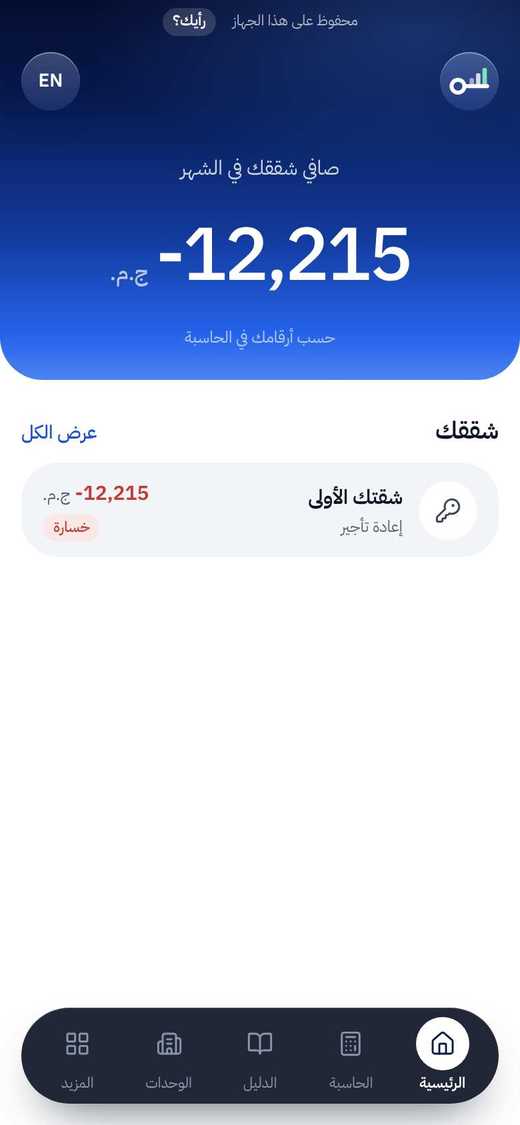 محفوظ على هذا الجهاز رأيك؟
EN
صافي شققك في الشهر
-12,215 ج.م.
حسب أرقامك في الحاسبة
شققك عرض الكل
شقتك الأولى -12,215 ج.م.
إعادة تأجير خسارة
الرئيسية الحاسبة الدليل الوحدات المزيد